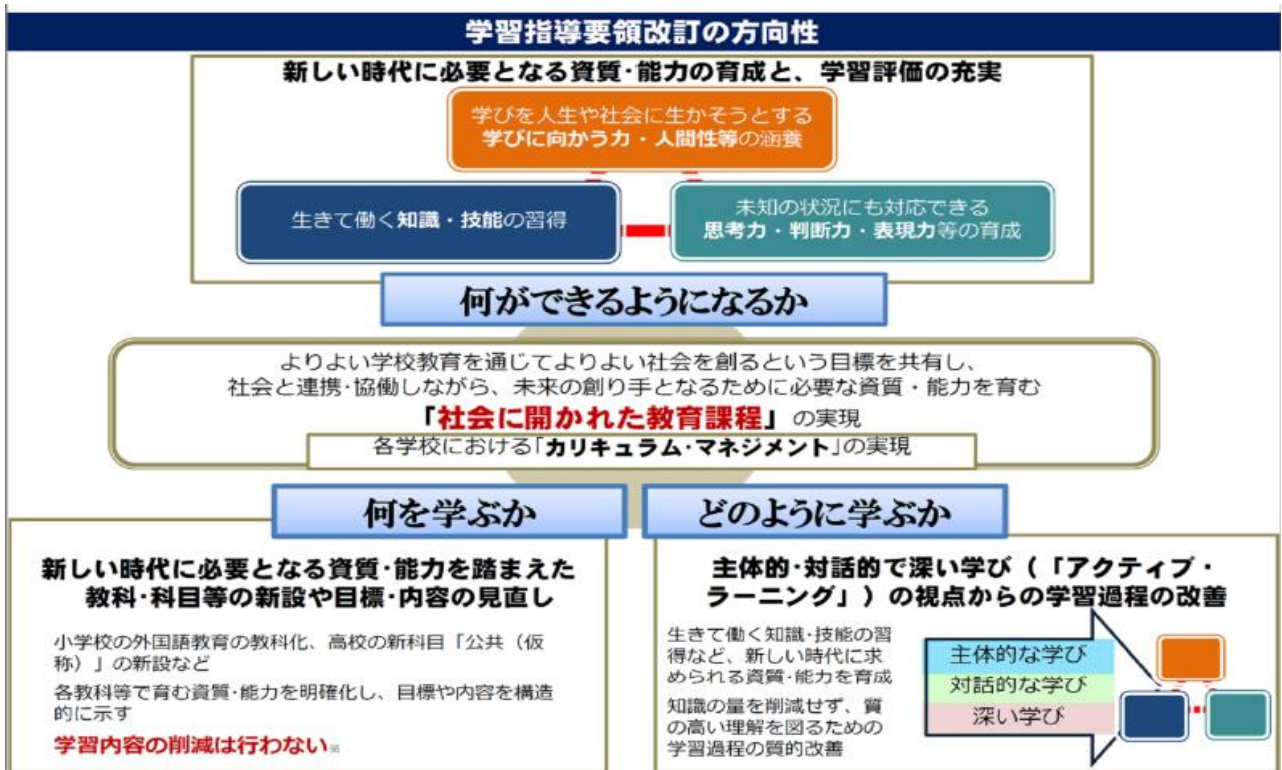 学習指導要領改訂の方向性
新しい時代に必要となる資質･能力の育成と、学習評価の充実
学びを人生や社会に生かそうとする
学びに向かう力・人間性等の涵養
生きて働く知識・技能の習得
未知の状況にも対応できる
思考力・判断力・表現力等の育成
何ができるようになるか
よりよい学校教育を通じてよりよい社会を創るという目標を共有し、
社会と連携･協働しながら、未来の創り手となるために必要な資質・能力を育む
「社会に開かれた教育課程」の実現
各学校における「カリキュラム･マネジメント」の実現
何を学ぶか
新しい時代に必要となる資質･能力を踏まえた
教科･科目等の新設や目標･内容の見直し
小学校の外国語教育の教科化、高校の新科目「公共（仮
称）」の新設など
各教科等で育む資質･能力を明確化し、目標や内容を構造
的に示す
学習内容の削減は行わない※
どのように学ぶか
主体的･対話的で深い学び（「アクティブ・
ラーニング」）の視点からの学習過程の改善
生きて働く知識･技能の習
得など、新しい時代に求
められる資質･能力を育成
知識の量を削減せず、質
の高い理解を図るための
学習過程の質的改善
主体的な学び
対話的な学び
深い学び